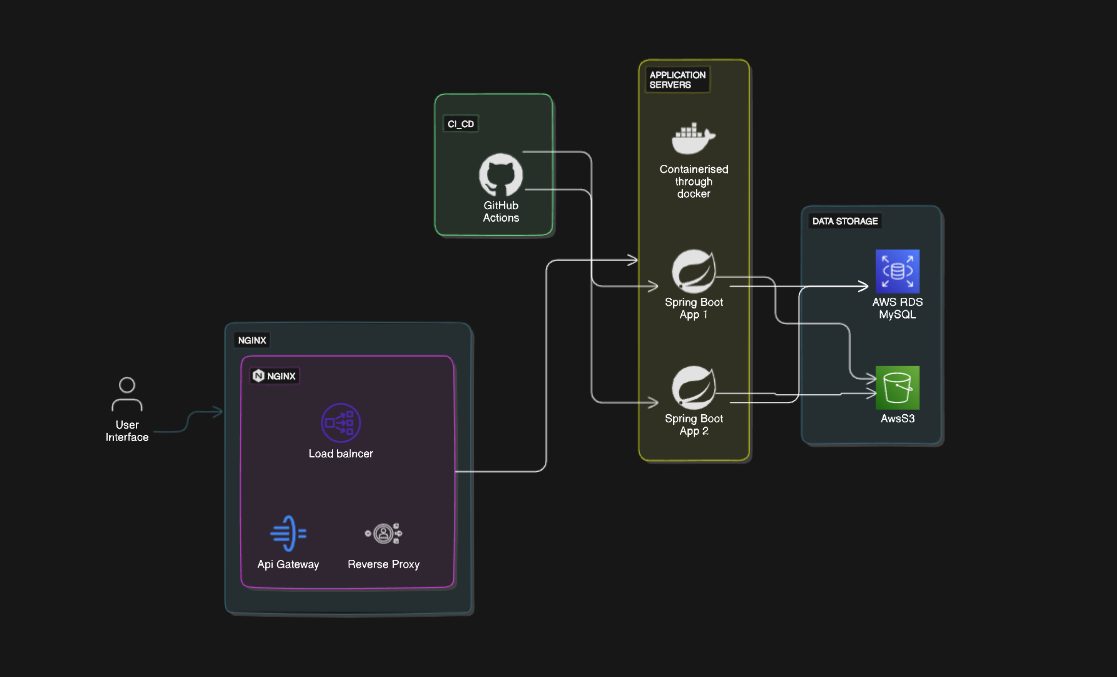 CI_CD
GitHub
Actions
APPLICATION
SERVERS
Containerised
through
docker
Spring Boot
App 1
Spring Boot
App 2
DATA STORAGE
AWS RDS
MySQL
AwsS3
User
Interface
NGINX
NGINX
Load balncer
Api Gateway
Reverse Proxy